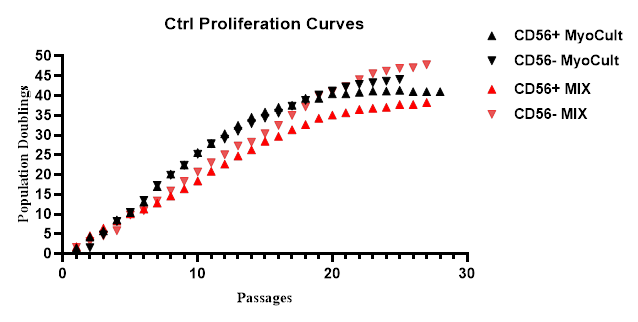 Ctrl Proliferation Curves
CD56+ MyoCult
CD56- MyoCult
CD56+ MIX
CD56- MIX
Population Doublings
50
45
40
35
30
25
20
15
10
5
0
0 10 20 30
Passages